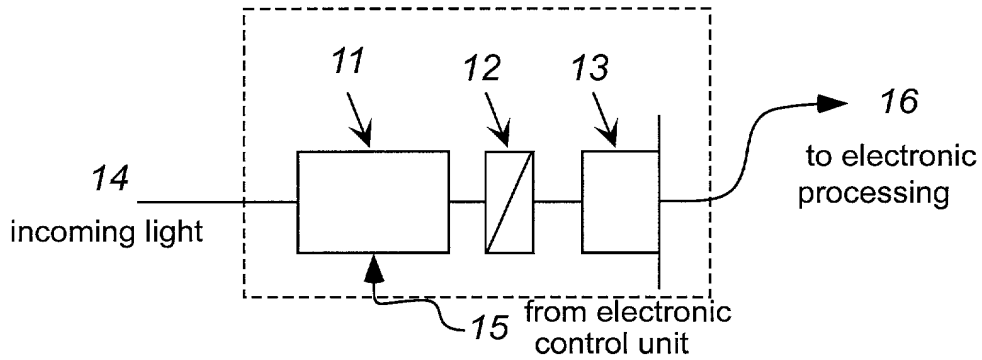 11
12
13
16
to electronic
processing
14
incoming light
15
from electronic
control unit